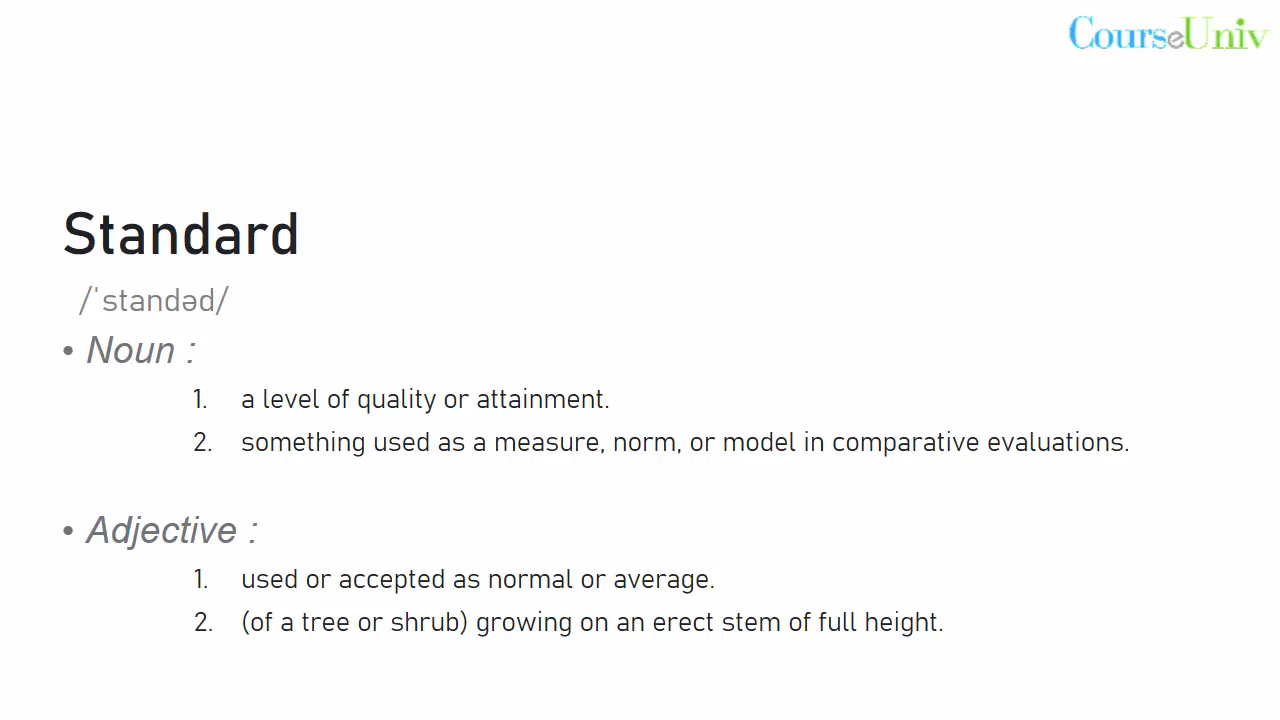 CourseUniv
Standard
/ˈstandəd/
• Noun :
1. a level of quality or attainment.
2. something used as a measure, norm, or model in comparative evaluations.
• Adjective :
1. used or accepted as normal or average.
2. (of a tree or shrub) growing on an erect stem of full height.